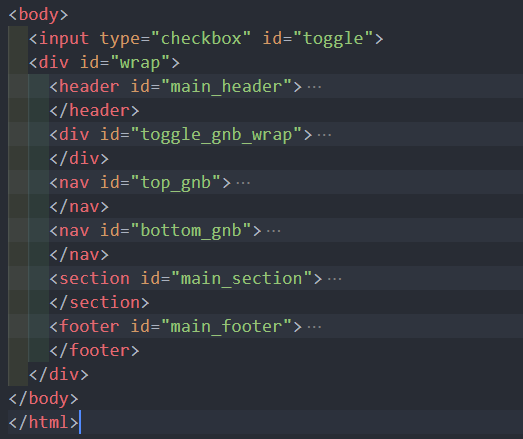 <body>
<input type="checkbox" id="toggle">
<div id="wrap">
<header id="main_header">···
</header>
<div id="toggle_gnb_wrap">···
</div>
<nav id="top_gnb">···
</nav>
<nav id="bottom_gnb">···
</nav>
<section id="main_section">···
</section>
<footer id="main_footer">···
</footer>
</div>
</body>
</html>